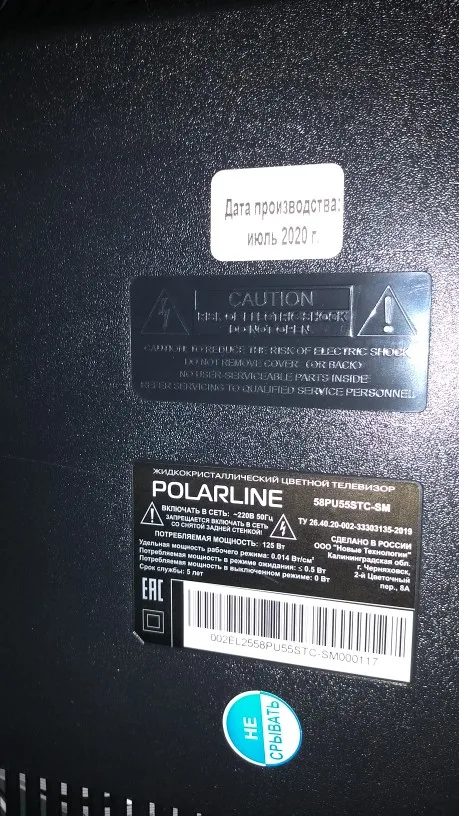 Дата производства:
июль 2020 г.
CAUTION
RISK OF ELECTRIC SHOCK
DO NOT OPEN
CAUTION: TO REDUCE THE RISK OF ELECTRIC SHOCK,
DO NOT REMOVE COVER (OR BACK)
NO USER-SERVICEABLE PARTS INSIDE
REFER SERVICING TO QUALIFIED SERVICE PERSONNEL
ЖИДКОКРИСТАЛЛИЧЕСКИЙ ЦВЕТНОЙ ТЕЛЕВИЗОР
POLARLINE 58PU55STC-SM
ВКЛЮЧАТЬ В СЕТЬ: ~220В 50Гц
ЗАПРЕЩАЕТСЯ ВКЛЮЧАТЬ В СЕТЬ
СО СНЯТОЙ ЗАДНЕЙ СТЕНКОЙ!
ТУ 26.40.20-002-33303135-2019
ПОТРЕБЛЯЕМАЯ МОЩНОСТЬ: 125 Вт
Удельная мощность рабочего режима: 0.014 Вт/см²
Потребляемая мощность в режиме ожидания: ≤ 0.5 Вт
Потребляемая мощность в выключенном режиме: 0 Вт
Срок службы: 5 лет
СДЕЛАНО В РОССИИ
ООО "Новые Технологии"
Калининградская обл.
г. Черняховск,
2-й Цветочный
пер., 8А
EAC
002EL2558PU55STC-SM000117
НЕ
СРЫВАТЬ